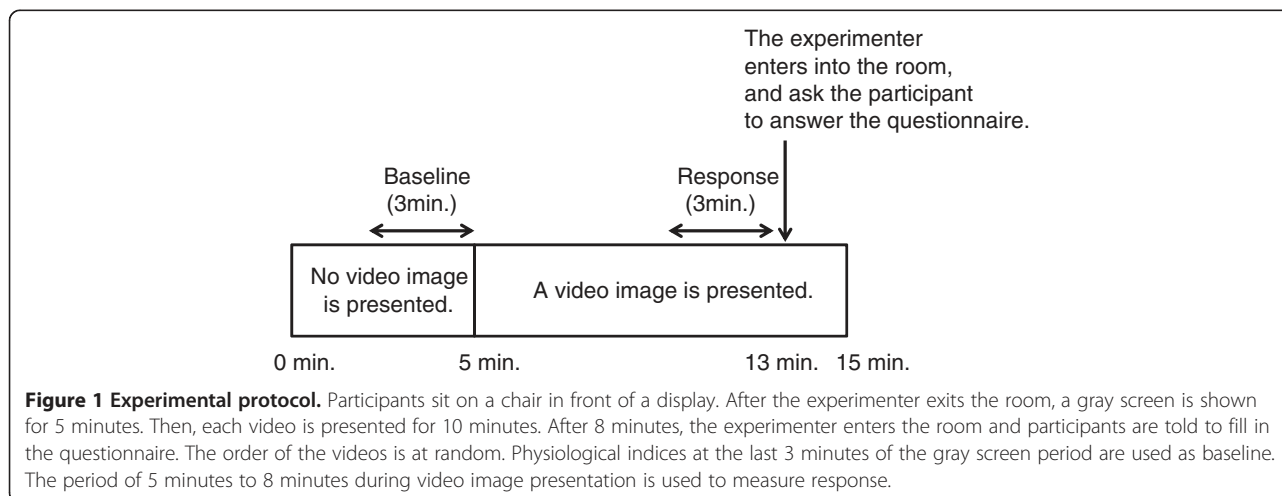 The experimenter
enters into the room,
and ask the participant
to answer the questionnaire.
Baseline
(3min.)
Response
(3min.)
No video image
is presented.
A video image is presented.
0 min.
5 min.
13 min.
15 min.
Figure 1 Experimental protocol. Participants sit on a chair in front of a display. After the experimenter exits the room, a gray screen is shown
for 5 minutes. Then, each video is presented for 10 minutes. After 8 minutes, the experimenter enters the room and participants are told to fill in
the questionnaire. The order of the videos is at random. Physiological indices at the last 3 minutes of the gray screen period are used as baseline.
The period of 5 minutes to 8 minutes during video image presentation is used to measure response.